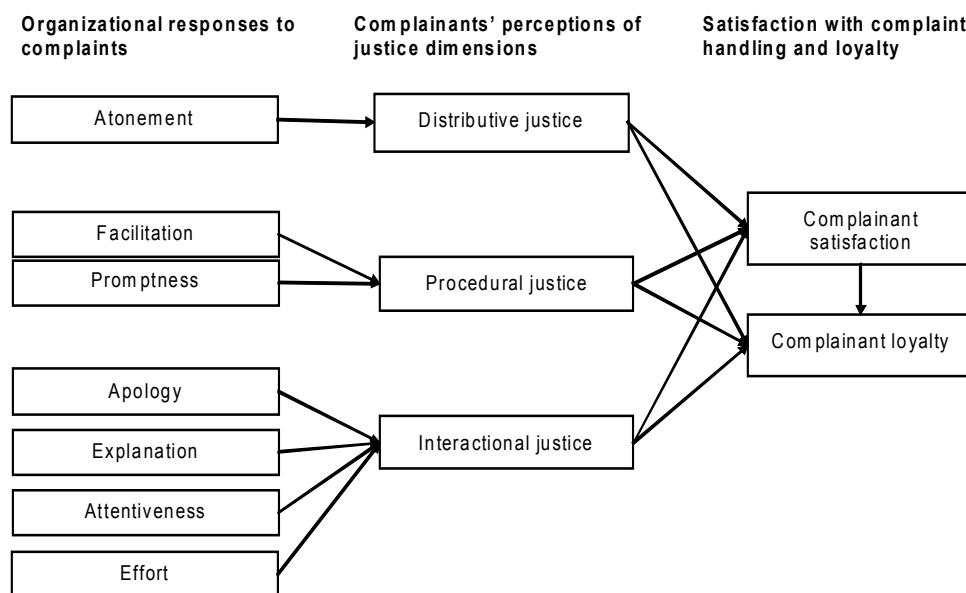 Organizational responses to
complaints
Complainants' perceptions of
justice dimensions
Satisfaction with complaint
handling and loyalty
Atonement
Distributive justice
Facilitation
Promptness
Procedural justice
Complainant
satisfaction
Complainant loyalty
Apology
Explanation
Attentiveness
Effort
Interactional justice